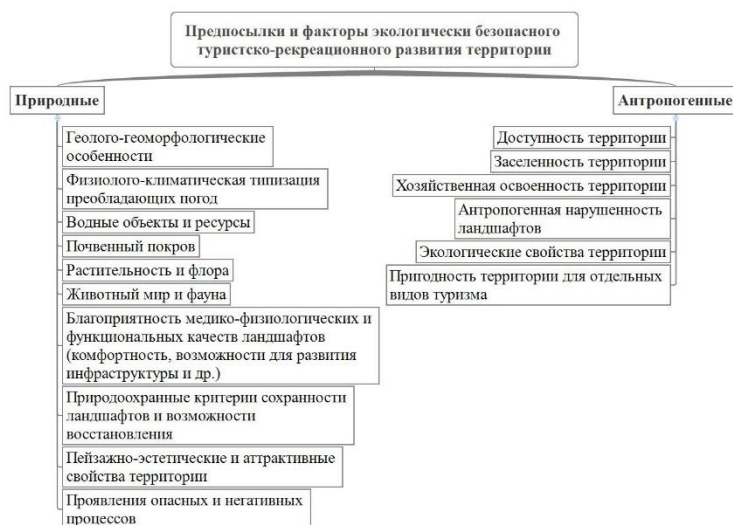 Предпосылки и факторы экологически безопасного
туристско-рекреационного развития территории
Природные
Геолого-геоморфологические
особенности
Физиолого-климатическая типизация
преобладающих погод
Водные объекты и ресурсы
Почвенный покров
Растительность и флора
Животный мир и фауна
Благоприятность медико-физиологических и
функциональных качеств ландшафтов
(комфортность, возможности для развития
инфраструктуры и др.)
Природоохранные критерии сохранности
ландшафтов и возможности
восстановления
Пейзажно-эстетические и аттрактивные
свойства территории
Проявления опасных и негативных
процессов
Антропогенные
Доступность территории
Заселенность территории
Хозяйственная освоенность территории
Антропогенная нарушенность
ландшафтов
Экологические свойства территории
Пригодность территории для отдельных
видов туризма